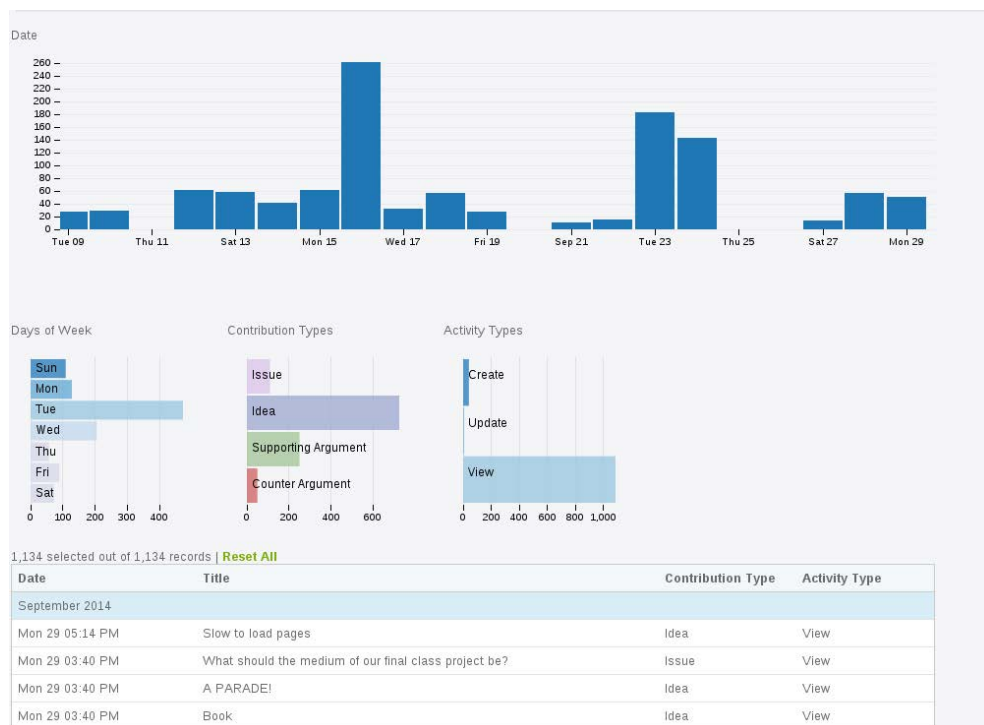 Date
260
240
220
200
180
160
140
120
100
80
60
40
20
0
Tue 09 Thu 11 Sat 13 Mon 15 Wed 17 Fri 19 Sep 21 Tue 23 Thu 25 Sat 27 Mon 29
Days of Week
Sun
Mon
Tue
Wed
Thu
Fri
Sat
0 100 200 300 400
Contribution Types
Issue
Idea
Supporting Argument
Counter Argument
0 200 400 600
Activity Types
Create
Update
View
0 200 400 600 800 1,000
1,134 selected out of 1,134 records | Reset All
Date Title Contribution Type Activity Type
September 2014
Mon 29 05:14 PM Slow to load pages Idea View
Mon 29 03:40 PM What should the medium of our final class project be? Issue View
Mon 29 03:40 PM A PARADE! Idea View
Mon 29 03:40 PM Book Idea View